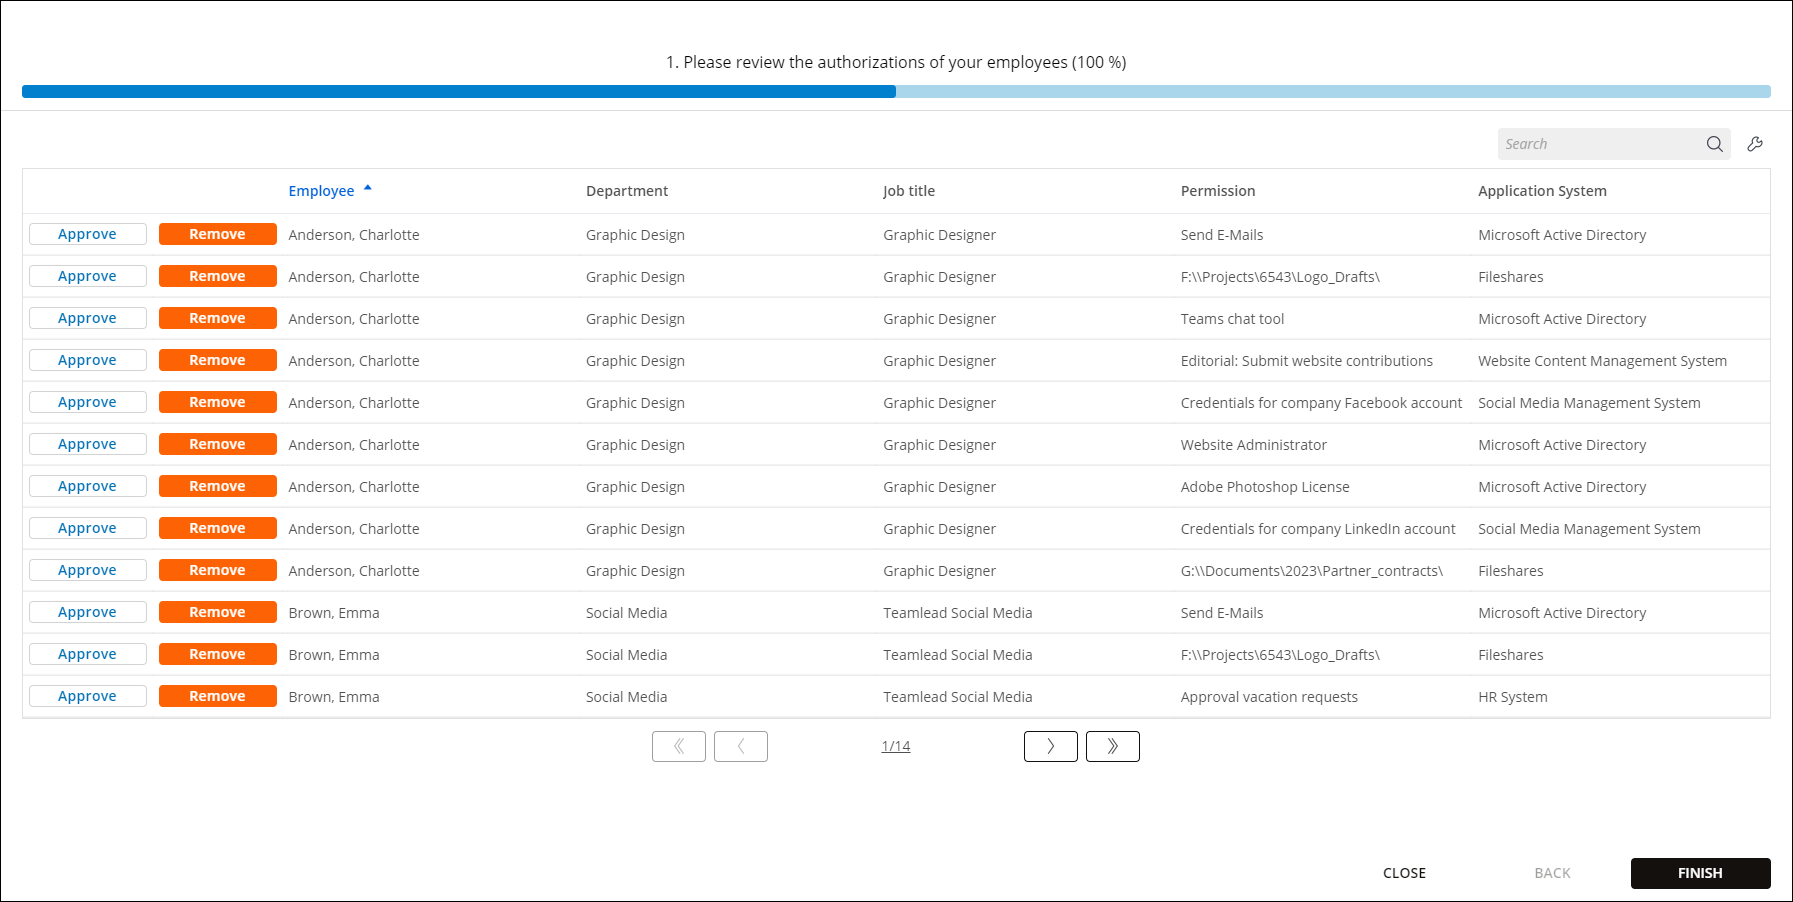 1. Please review the authorizations of your employees (100 %)
Search
Employee Department Job title Permission Application System
Approve Remove Anderson, Charlotte Graphic Design Graphic Designer Send E-Mails Microsoft Active Directory
Approve Remove Anderson, Charlotte Graphic Design Graphic Designer F:\\Projects\6543\Logo_Drafts\ Fileshares
Approve Remove Anderson, Charlotte Graphic Design Graphic Designer Teams chat tool Microsoft Active Directory
Approve Remove Anderson, Charlotte Graphic Design Graphic Designer Editorial: Submit website contributions Website Content Management System
Approve Remove Anderson, Charlotte Graphic Design Graphic Designer Credentials for company Facebook account Social Media Management System
Approve Remove Anderson, Charlotte Graphic Design Graphic Designer Website Administrator Microsoft Active Directory
Approve Remove Anderson, Charlotte Graphic Design Graphic Designer Adobe Photoshop License Microsoft Active Directory
Approve Remove Anderson, Charlotte Graphic Design Graphic Designer Credentials for company LinkedIn account Social Media Management System
Approve Remove Anderson, Charlotte Graphic Design Graphic Designer G:\\Documents\2023\Partner_contracts\ Fileshares
Approve Remove Brown, Emma Social Media Teamlead Social Media Send E-Mails Microsoft Active Directory
Approve Remove Brown, Emma Social Media Teamlead Social Media F:\\Projects\6543\Logo_Drafts\ Fileshares
Approve Remove Brown, Emma Social Media Teamlead Social Media Approval vacation requests HR System
1/14
CLOSE BACK FINISH